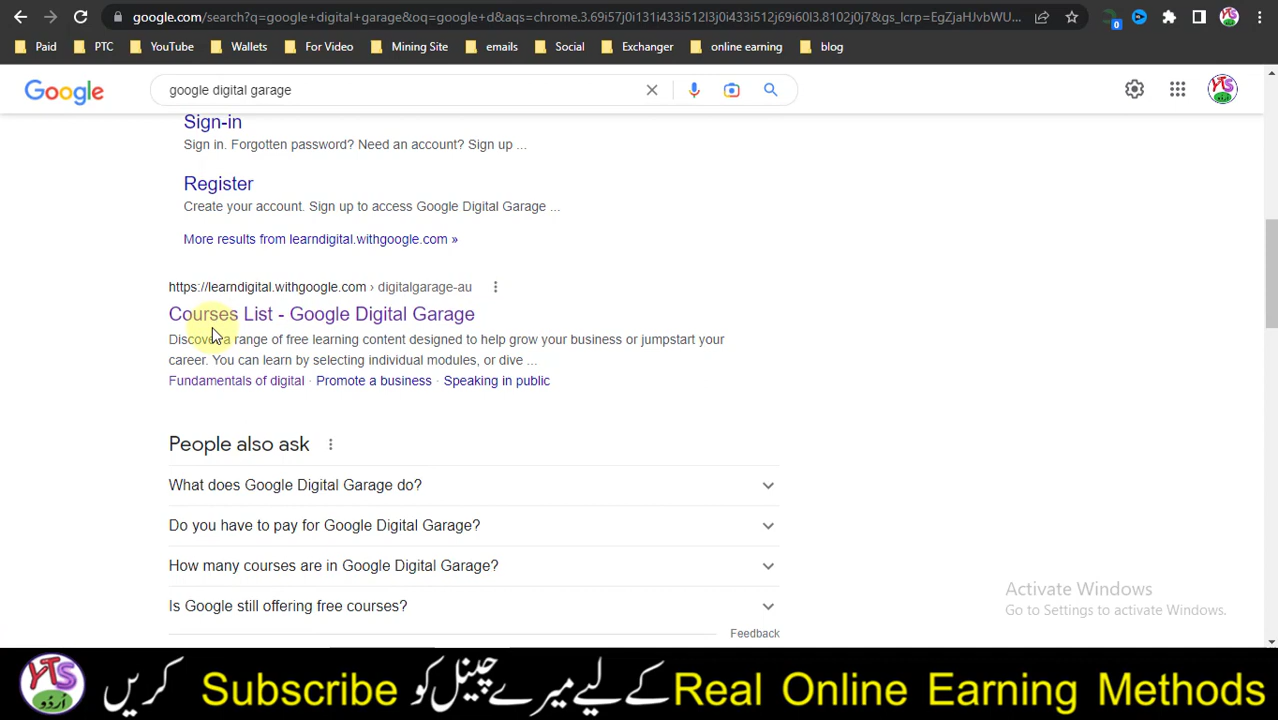 google.com/search?q=google+digital+garage&oq=google+d&aqs=chrome.3.69i57j0i131i433i512l3j0i433i512j69i60l3.8102j0j7&gs_lcrp=EgZjaHJvbWU...
Paid PTC YouTube Wallets For Video Mining Site emails Social Exchanger online earning blog
Google google digital garage
Sign-in
Sign in. Forgotten password? Need an account? Sign up ...
Register
Create your account. Sign up to access Google Digital Garage ...
More results from learndigital.withgoogle.com »
https://learndigital.withgoogle.com › digitalgarage-au
Courses List - Google Digital Garage
Discover a range of free learning content designed to help grow your business or jumpstart your
career. You can learn by selecting individual modules, or dive ...
Fundamentals of digital · Promote a business · Speaking in public
People also ask
What does Google Digital Garage do?
Do you have to pay for Google Digital Garage?
How many courses are in Google Digital Garage?
Is Google still offering free courses?
Feedback
Activate Windows
Go to Settings to activate Windows.
YTS اردو
Real Online Earning Methods کے لیے میرے چینل کو Subscribe کریں